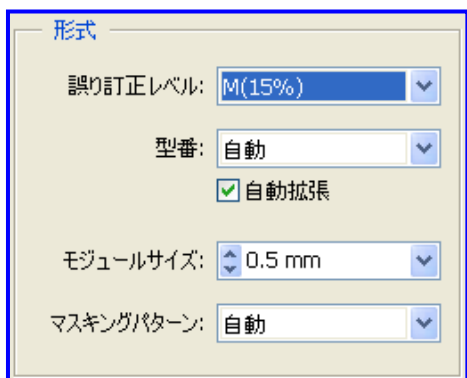 形式
誤り訂正レベル: M(15%)
型番: 自動
自動拡張
モジュールサイズ: 0.5 mm
マスキングパターン: 自動